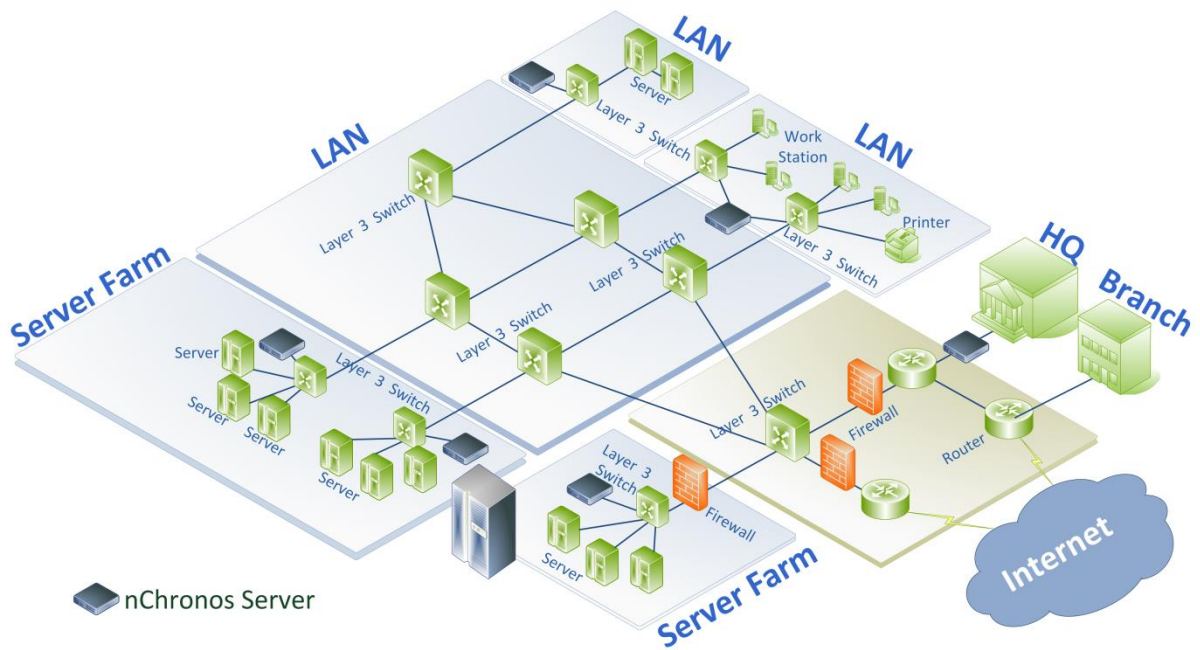 LAN
Server
Layer 3 Switch
LAN
Work
Station
LAN
Layer 3 Switch
Printer
Layer 3 Switch
HQ
Branch
Server Farm
Layer 3 Switch
Layer 3 Switch
Server
Layer 3 Switch
Server
Server
Server
Layer 3 Switch
Firewall
Router
Layer 3
Switch
Firewall
Server
Internet
Server Farm
nChronos Server